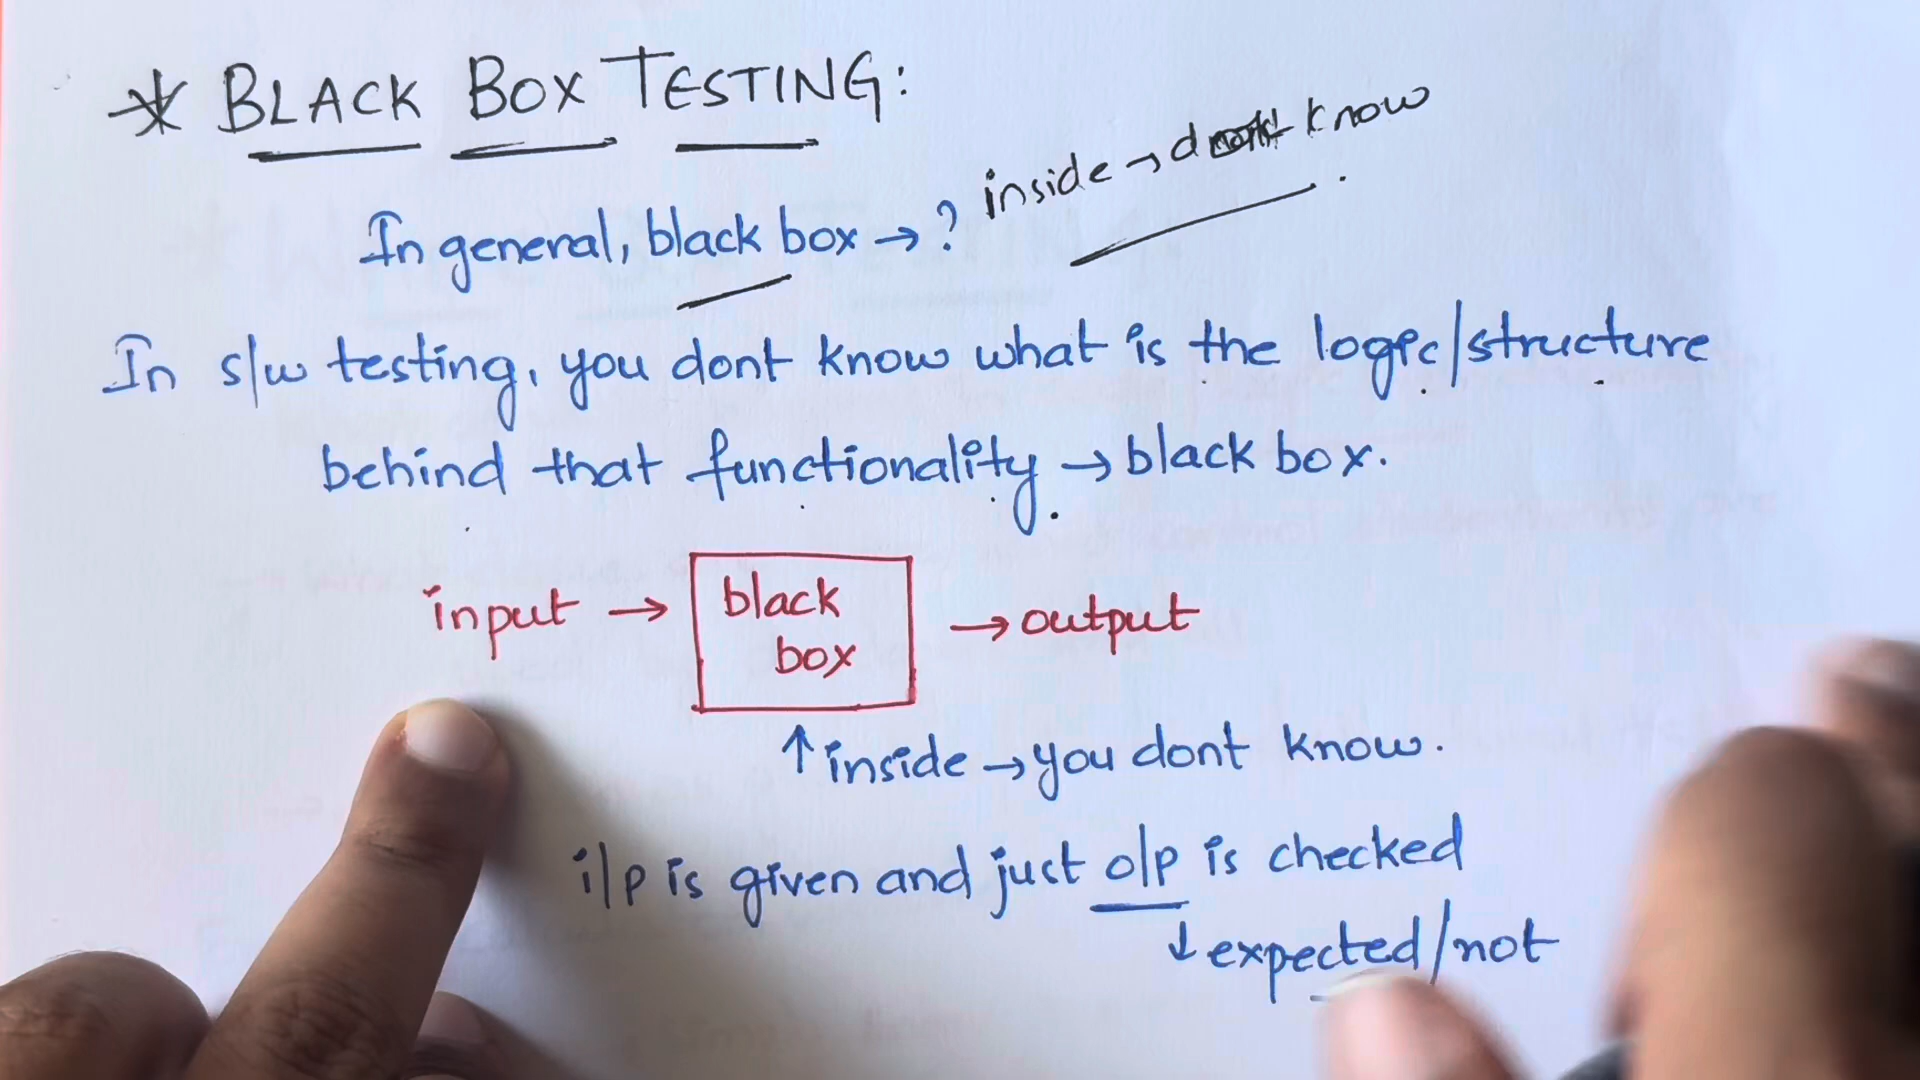 * BLACK BOX TESTING:
inside → dont know
In general, black box → ?
In s/w testing, you dont know what is the logic/structure
behind that functionality → black box.
input → black box → output
↑ inside → you dont know.
i/p is given and just o/p is checked
↓ expected/not